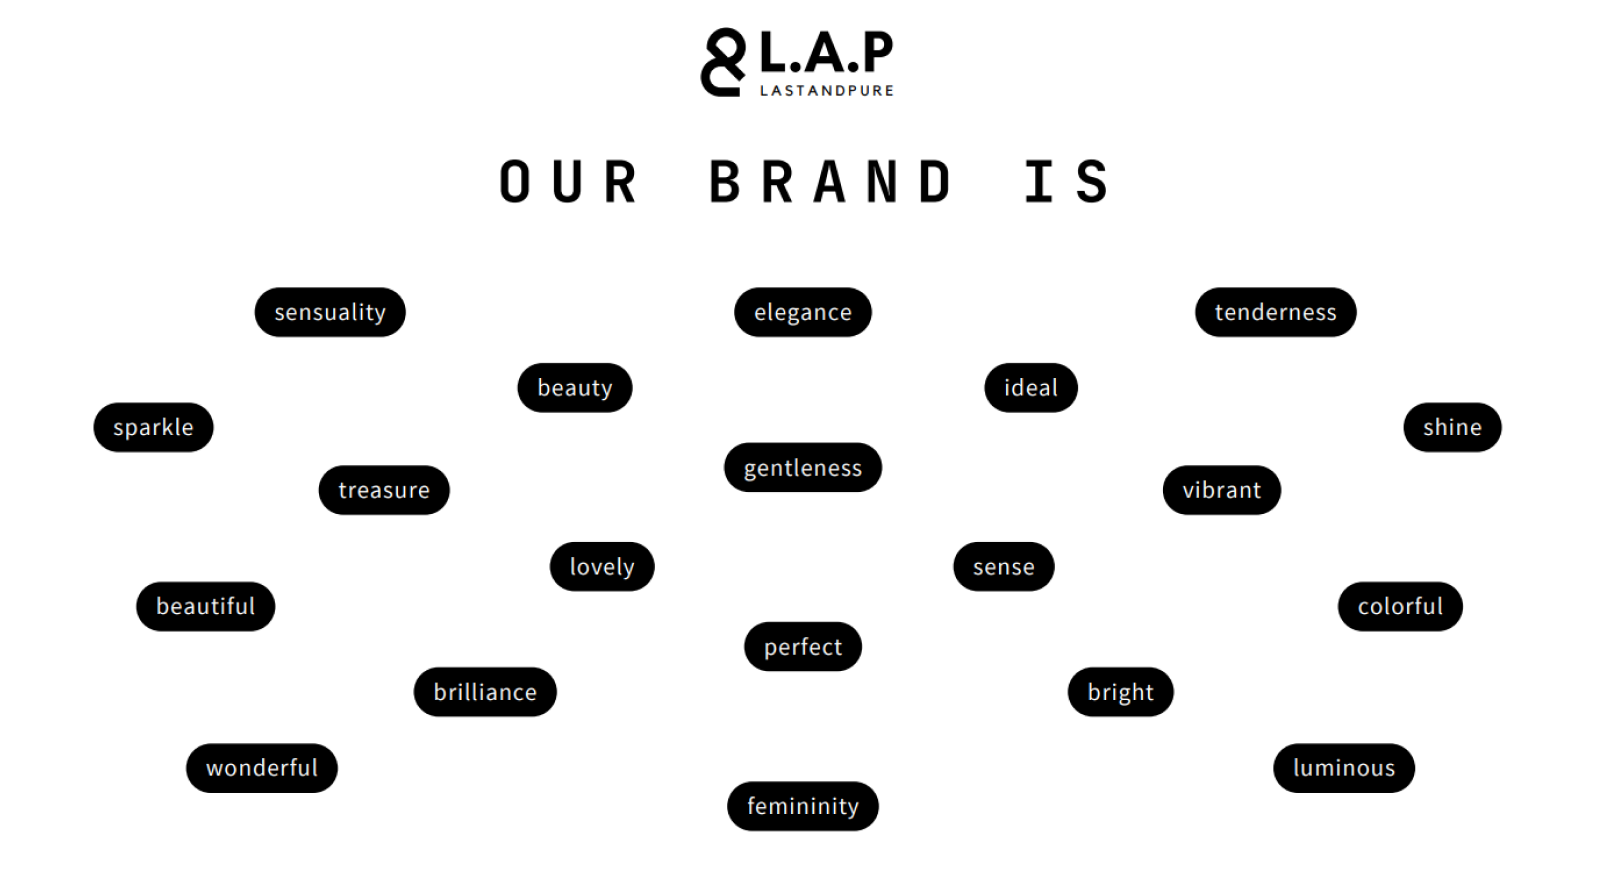 L.A.P
LASTANDPURE
OUR BRAND IS
sensuality
elegance
tenderness
beauty
ideal
sparkle
shine
gentleness
treasure
vibrant
lovely
sense
beautiful
colorful
perfect
brilliance
bright
wonderful
luminous
femininity